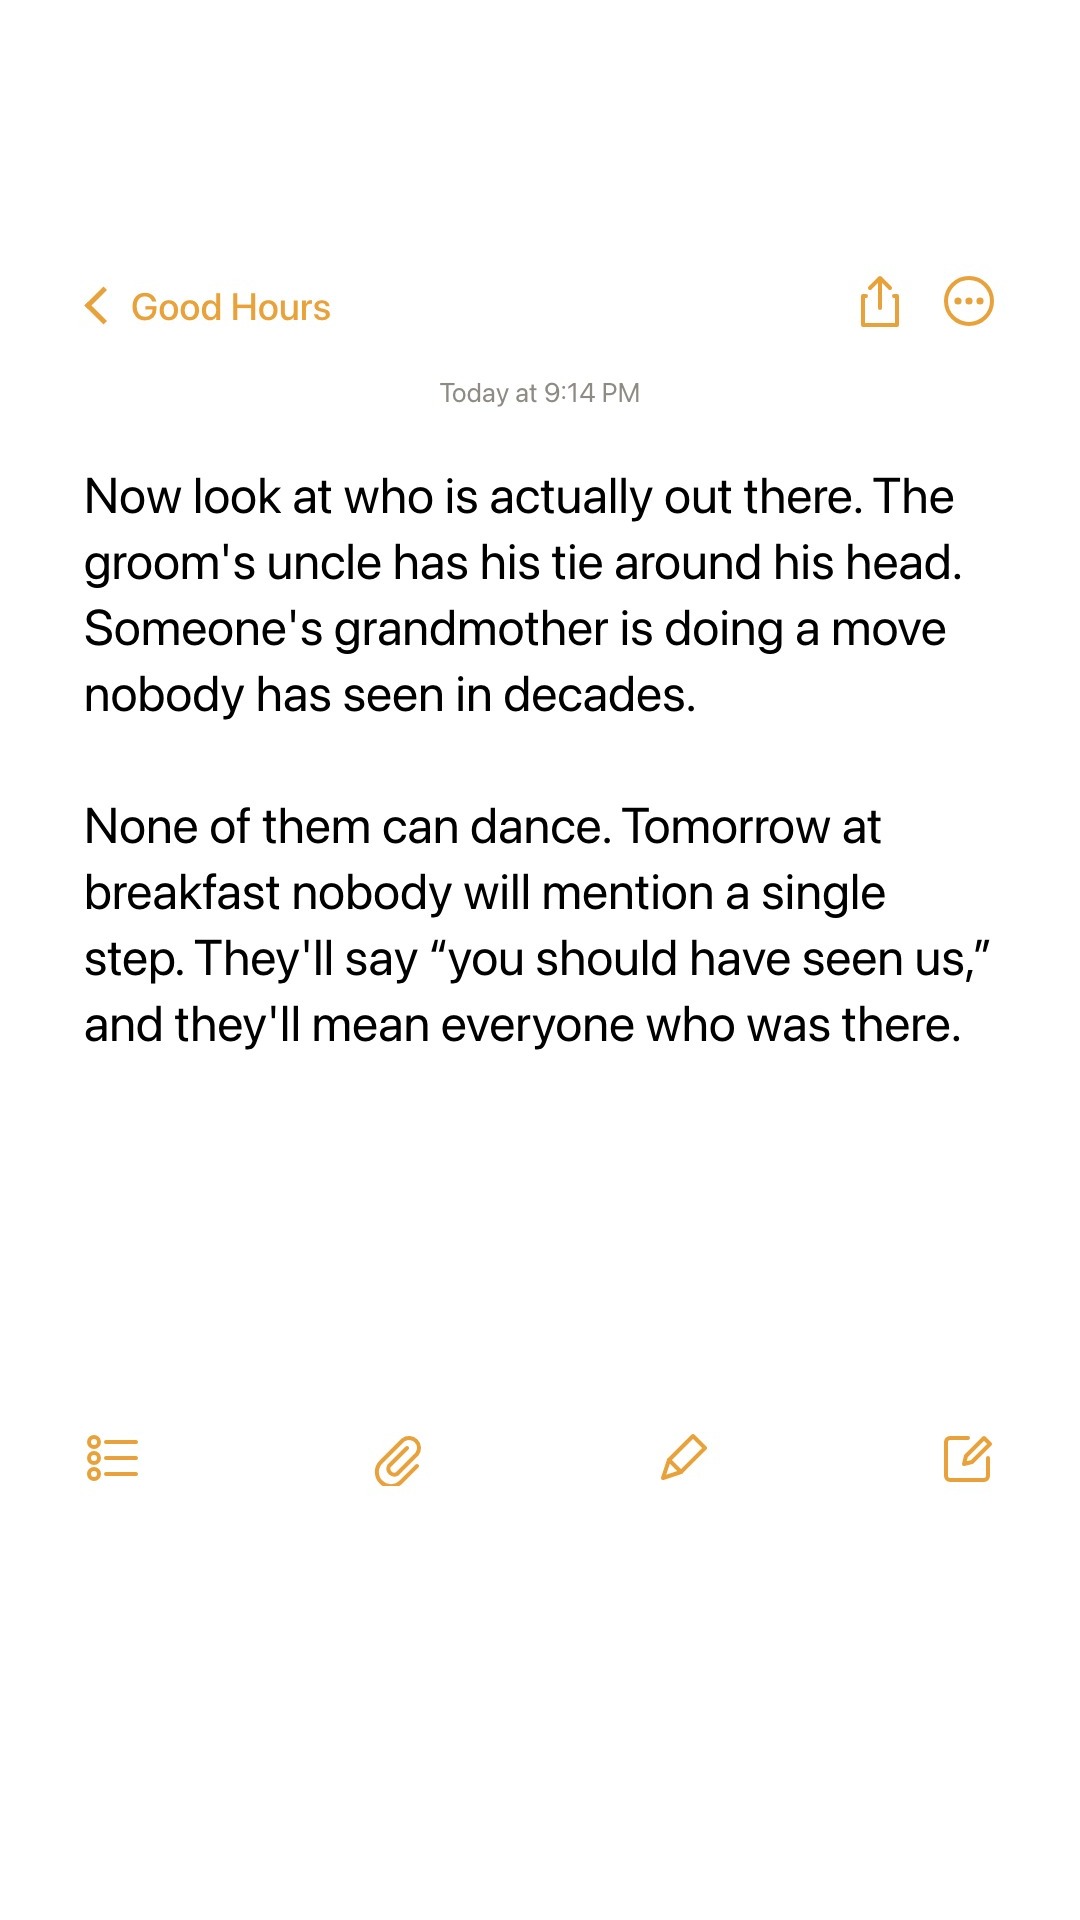 Good Hours
Today at 9:14 PM
Now look at who is actually out there. The
groom's uncle has his tie around his head.
Someone's grandmother is doing a move
nobody has seen in decades.
None of them can dance. Tomorrow at
breakfast nobody will mention a single
step. They'll say “you should have seen us,”
and they'll mean everyone who was there.